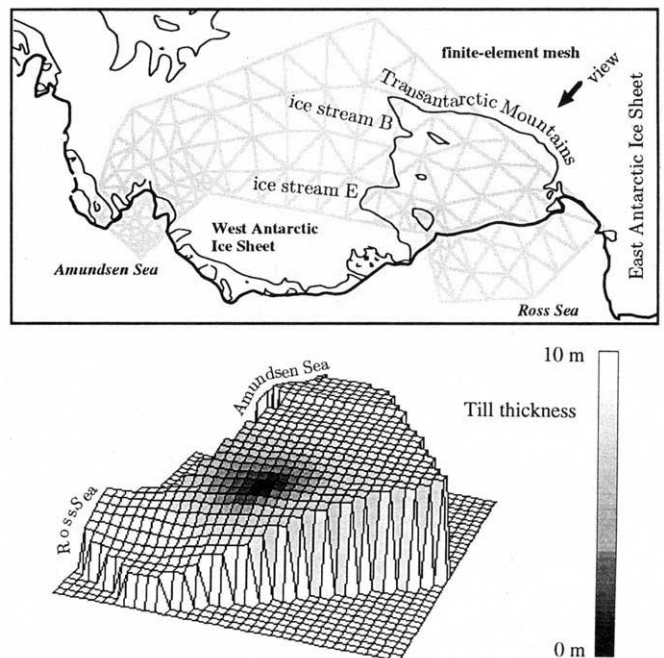 finite-element mesh
view
Transantarctic Mountains
ice stream B
ice stream E
East Antarctic Ice Sheet
West Antarctic
Ice Sheet
Amundsen Sea
Ross Sea
10 m
Amundsen Sea
Till thickness
Ross Sea
0 m